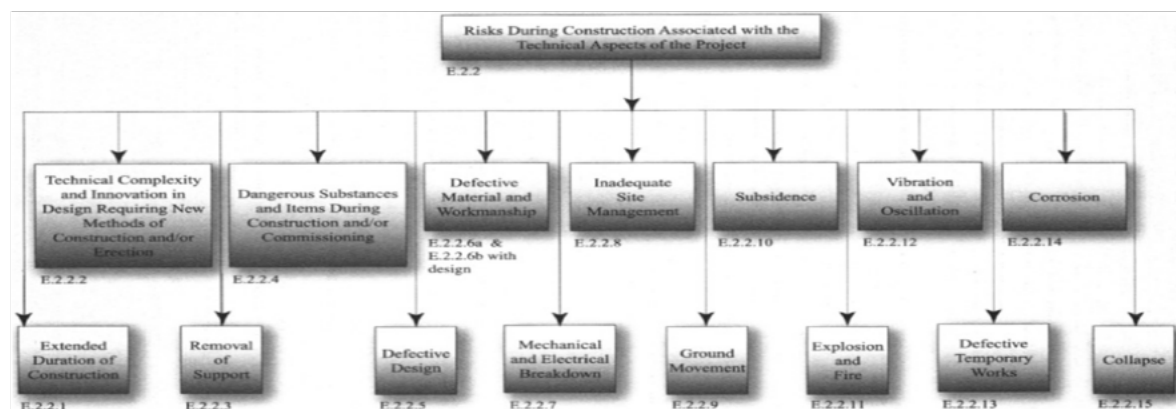 Risks During Construction Associated with the
Technical Aspects of the Project
E.2.2
Technical Complexity
and Innovation in
Design Requiring New
Methods of
Construction and/or
Erection
E.2.2.2
Dangerous Substances
and Items During
Construction and/or
Commissioning
E.2.2.4
Defective
Material and
Workmanship
E.2.2.6a &
E.2.2.6b with
design
Inadequate
Site
Management
E.2.2.8
Subsidence
E.2.2.10
Vibration
and
Oscillation
E.2.2.12
Corrosion
E.2.2.14
Extended
Duration of
Construction
E.2.2.1
Removal
of
Support
E.2.2.3
Defective
Design
E.2.2.5
Mechanical
and Electrical
Breakdown
E.2.2.7
Ground
Movement
E.2.2.9
Explosion
and
Fire
E.2.2.11
Defective
Temporary
Works
E.2.2.13
Collapse
E.2.2.15